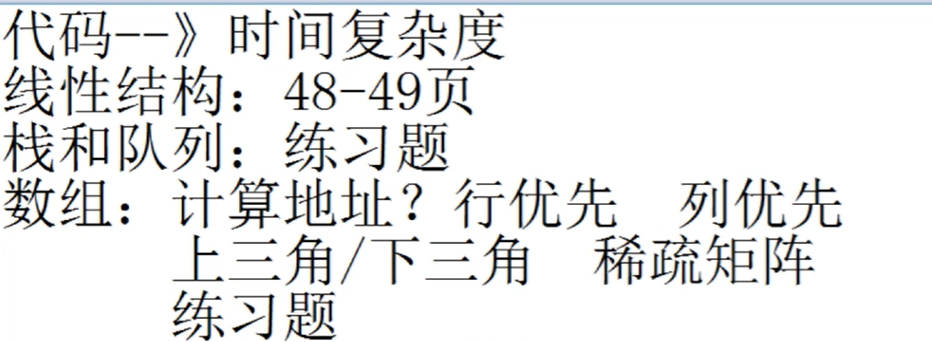 代码--》时间复杂度
线性结构：48-49页
栈和队列：练习题
数组：计算地址？行优先 列优先
上三角/下三角 稀疏矩阵
练习题